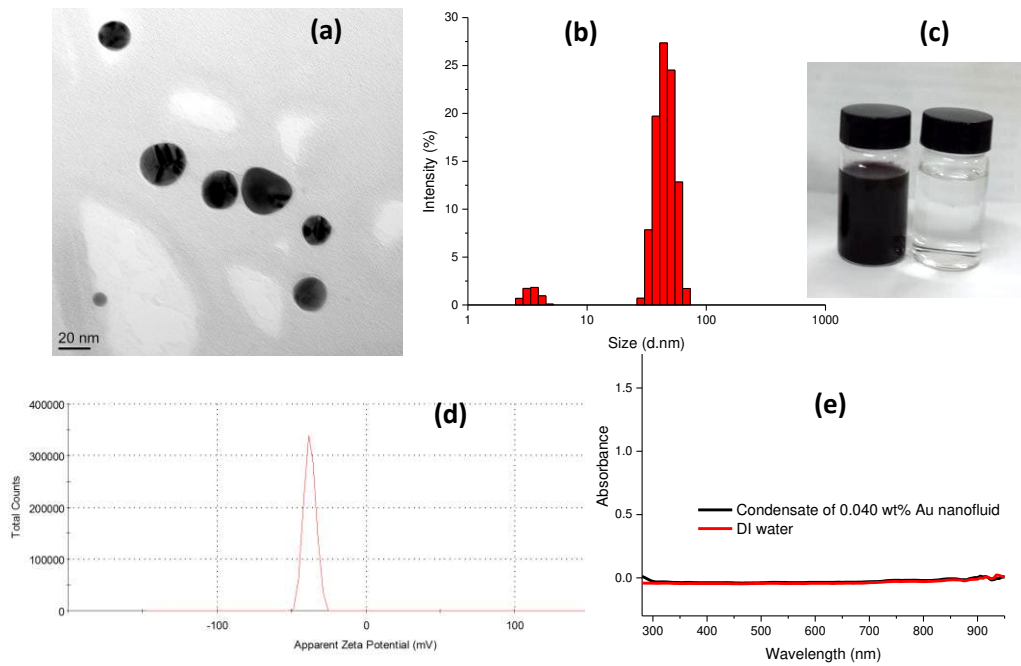 (a)
20 nm
(b)
30
25
20
15
10
5
0
Intensity (%)
1
10
100
1000
Size (d.nm)
(c)
(d)
400000
300000
200000
100000
0
Total Counts
-100
0
100
Apparent Zeta Potential (mV)
(e)
1.5
1.0
0.5
0.0
Absorbance
Condensate of 0.040 wt% Au nanofluid
DI water
300
400
500
600
700
800
900
Wavelength (nm)